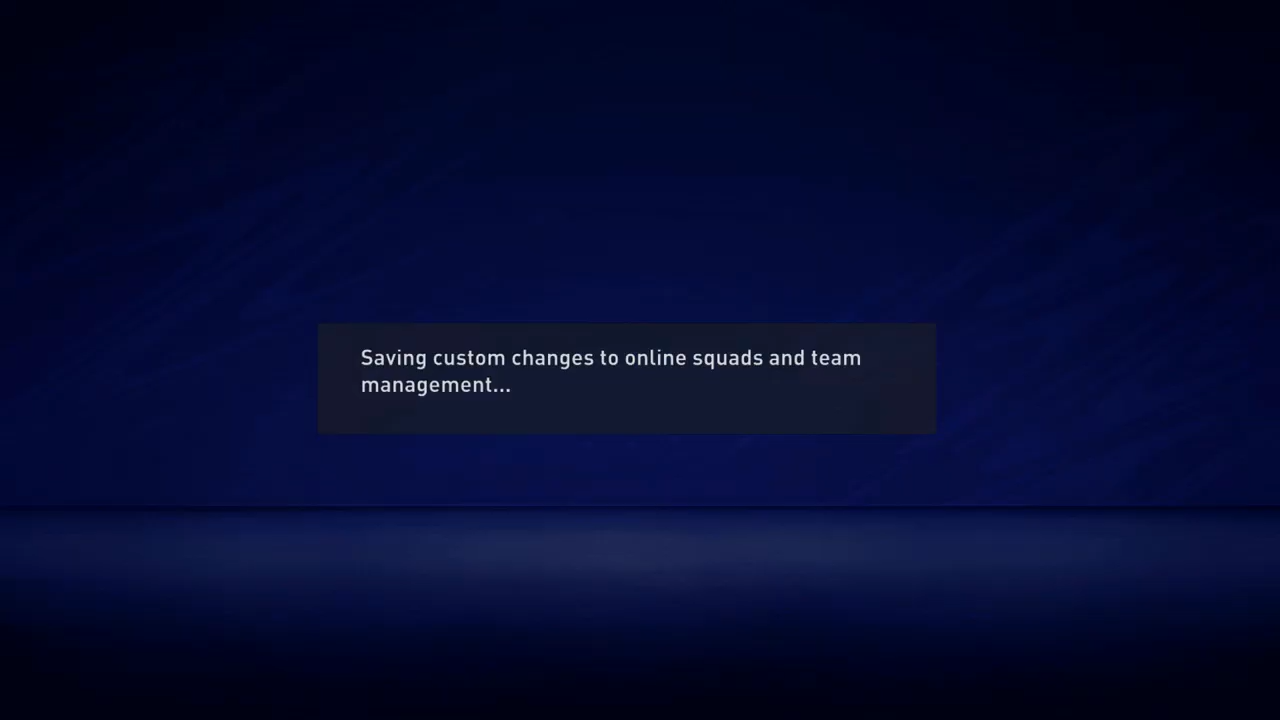 Saving custom changes to online squads and team
management...